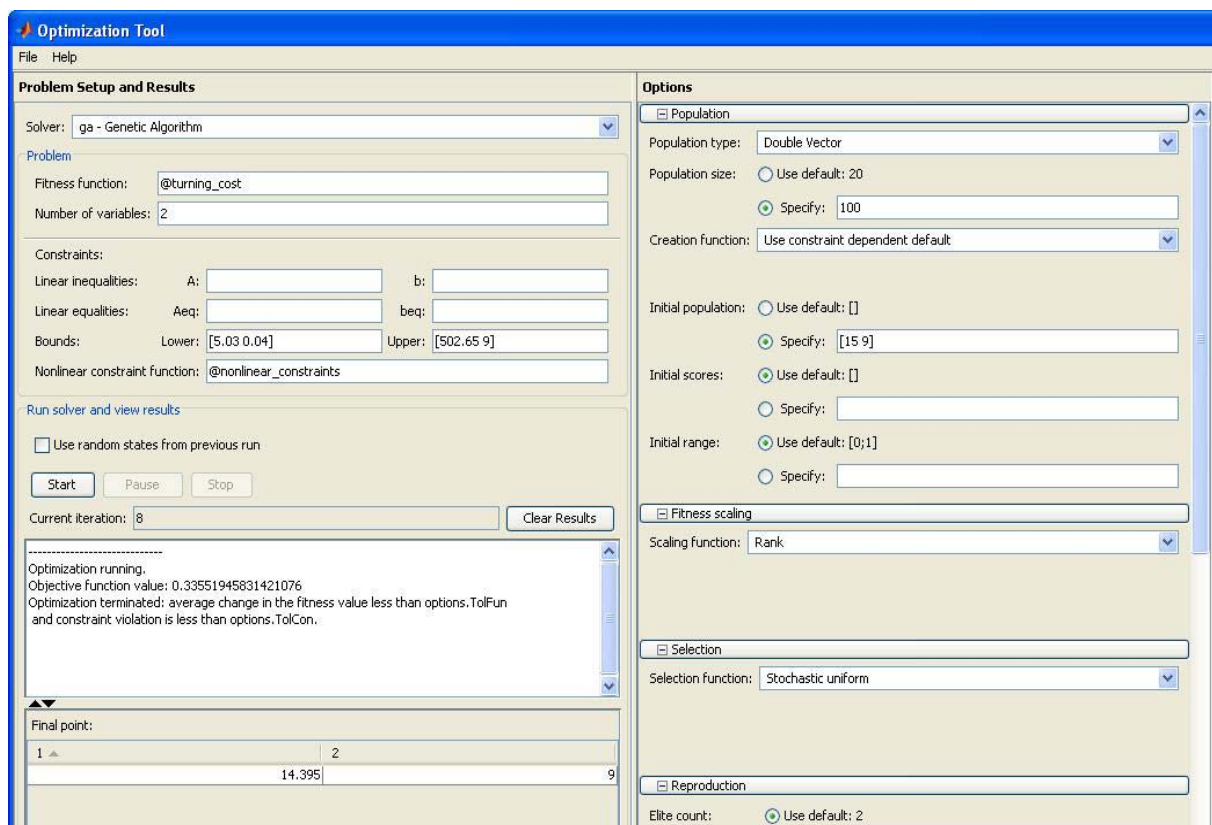 Optimization Tool
File Help
Problem Setup and Results
Solver: ga - Genetic Algorithm
Problem
Fitness function: @turning_cost
Number of variables: 2
Constraints:
Linear inequalities: A: b:
Linear equalities: Aeq: beq:
Bounds: Lower: [5.03 0.04] Upper: [502.65 9]
Nonlinear constraint function: @nonlinear_constraints
Run solver and view results
Use random states from previous run
Start Pause Stop
Current iteration: 8 Clear Results
-----------------------------
Optimization running.
Objective function value: 0.33551945831421076
Optimization terminated: average change in the fitness value less than options.TolFun
and constraint violation is less than options.TolCon.
Final point:
1 2
14.395 9
Options
Population
Population type: Double Vector
Population size: Use default: 20
Specify: 100
Creation function: Use constraint dependent default
Initial population: Use default: []
Specify: [15 9]
Initial scores: Use default: []
Specify:
Initial range: Use default: [0;1]
Specify:
Fitness scaling
Scaling function: Rank
Selection
Selection function: Stochastic uniform
Reproduction
Elite count: Use default: 2